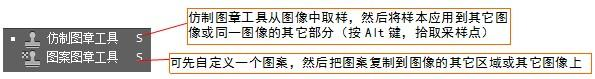 仿制图章工具从图像中取样，然后将样本应用到其它图
像或同一图像的其它部分（按Alt键，拾取采样点）
仿制图章工具 S
图案图章工具 S
可先自定义一个图案，然后把图案复制到图像的其它区域或其它图像上